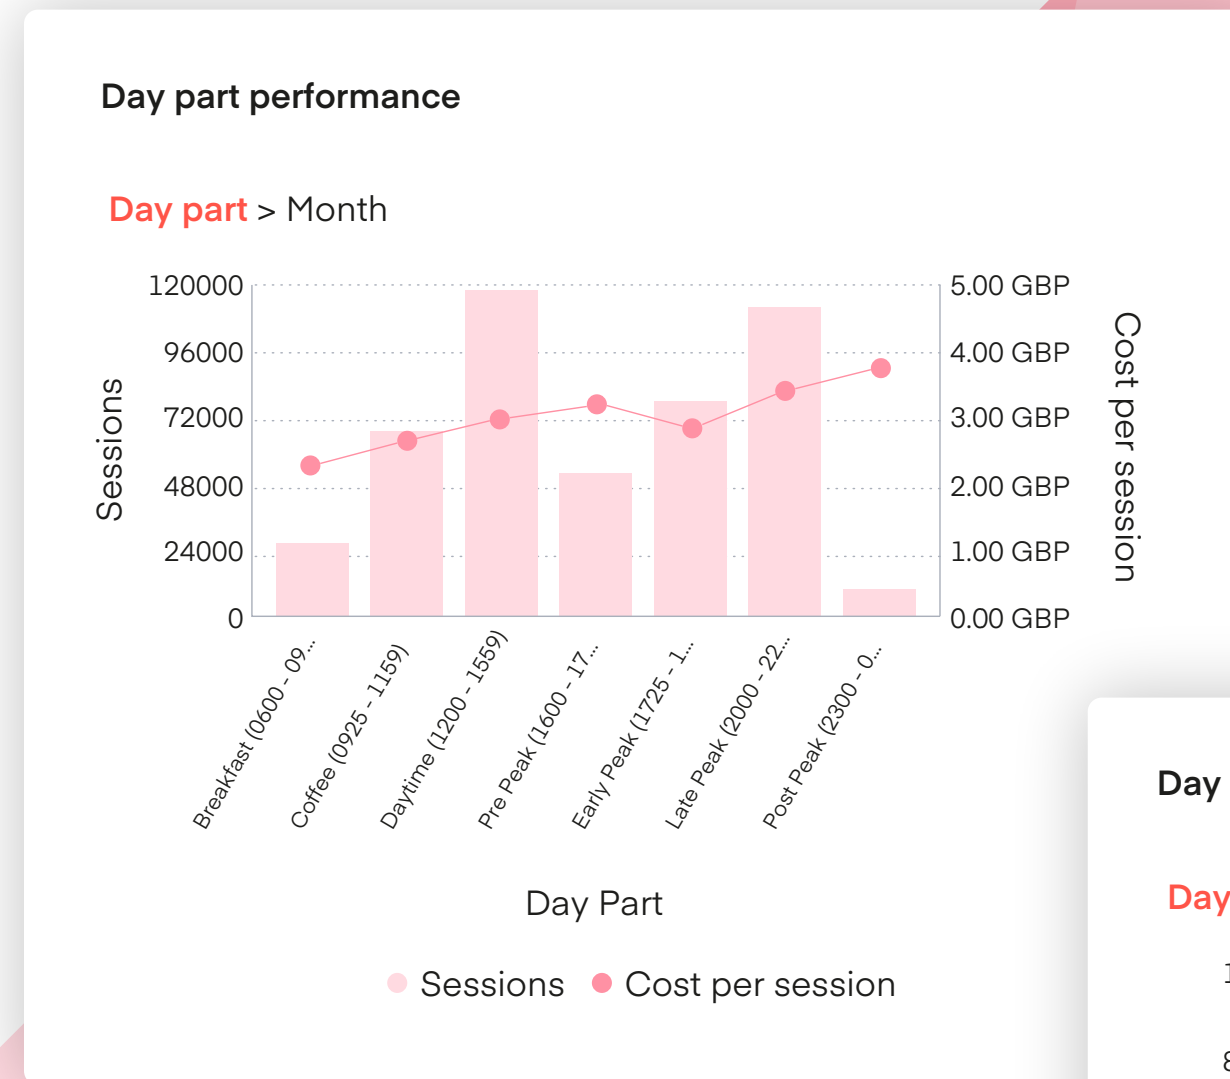 Day part performance
Day part > Month
120000
96000
72000
48000
24000
0
Sessions
5.00 GBP
4.00 GBP
3.00 GBP
2.00 GBP
1.00 GBP
0.00 GBP
Cost per session
Breakfast (0600 - 09...
Coffee (0925 - 1159)
Daytime (1200 - 1559)
Pre Peak (1600 - 17...
Early Peak (1725 - 1...
Late Peak (2000 - 22...
Post Peak (2300 - 0...
Day Part
Sessions
Cost per session
Day
Day